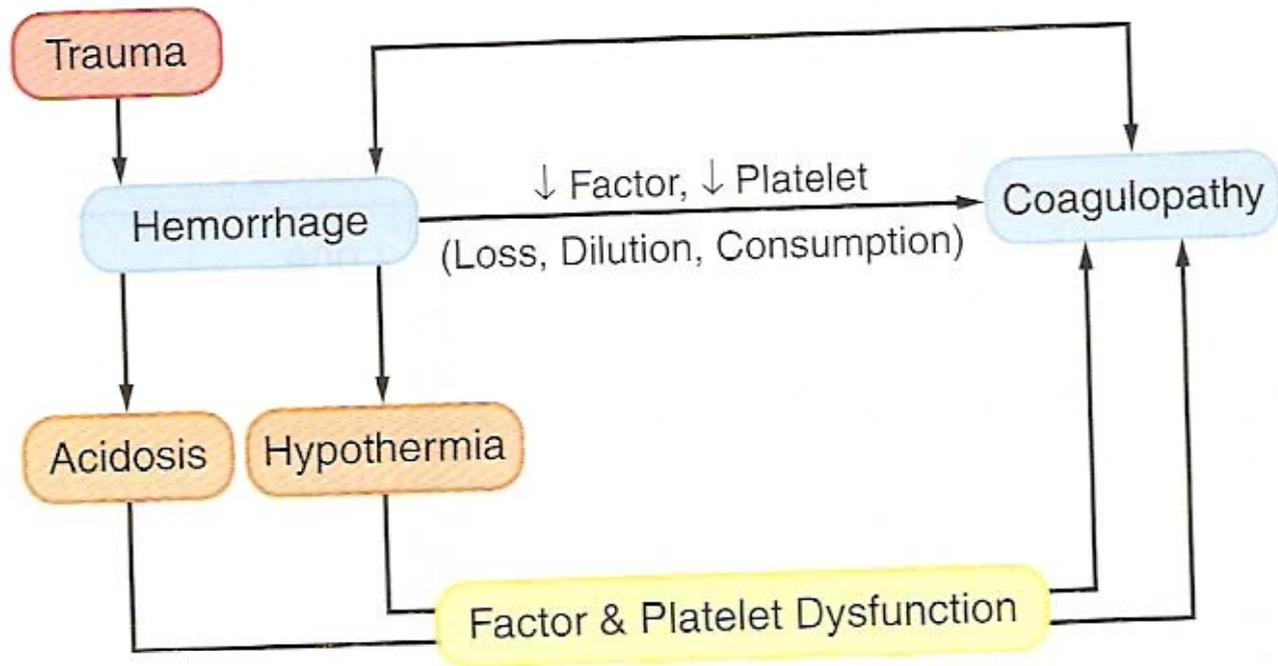 Trauma
Hemorrhage
↓ Factor, ↓ Platelet
(Loss, Dilution, Consumption)
Coagulopathy
Acidosis
Hypothermia
Factor & Platelet Dysfunction